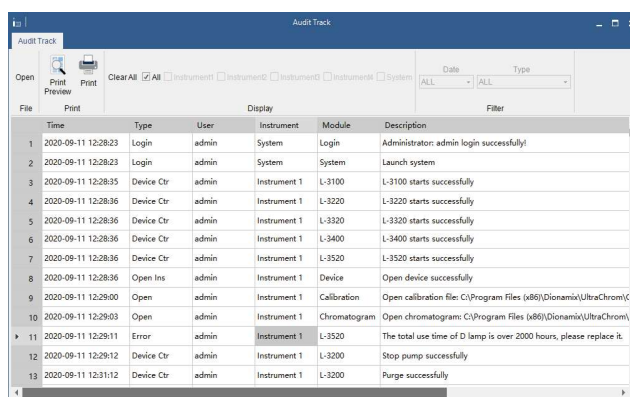 Audit Track
Audit Track
Open
Print Preview
Print
Clear All All Instrument1 Instrument2 Instrument3 Instrument4 System
Date Type
ALL ALL
File Print Display Filter
Time Type User Instrument Module Description
1 2020-09-11 12:28:23 Login admin System Login Administrator: admin login successfully!
2 2020-09-11 12:28:23 Login admin System System Launch system
3 2020-09-11 12:28:35 Device Ctr admin Instrument 1 L-3100 L-3100 starts successfully
4 2020-09-11 12:28:36 Device Ctr admin Instrument 1 L-3220 L-3220 starts successfully
5 2020-09-11 12:28:36 Device Ctr admin Instrument 1 L-3320 L-3320 starts successfully
6 2020-09-11 12:28:36 Device Ctr admin Instrument 1 L-3400 L-3400 starts successfully
7 2020-09-11 12:28:36 Device Ctr admin Instrument 1 L-3520 L-3520 starts successfully
8 2020-09-11 12:28:36 Open Ins admin Instrument 1 Device Open device successfully
9 2020-09-11 12:29:00 Open admin Instrument 1 Calibration Open calibration file: C:\Program Files (x86)\Dionamix\UltraChrom\C
10 2020-09-11 12:29:03 Open admin Instrument 1 Chromatogram Open chromatogram: C:\Program Files (x86)\Dionamix\UltraChrom\
11 2020-09-11 12:29:11 Error admin Instrument 1 L-3520 The total use time of D lamp is over 2000 hours, please replace it.
12 2020-09-11 12:29:12 Device Ctr admin Instrument 1 L-3200 Stop pump successfully
13 2020-09-11 12:31:12 Device Ctr admin Instrument 1 L-3200 Purge successfully